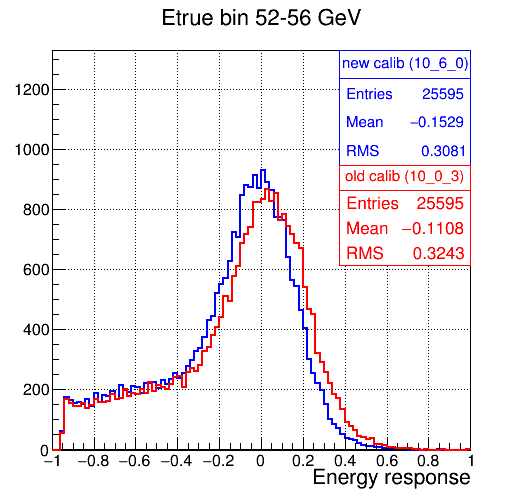 Etrue bin 52-56 GeV
new calib (10_6_0)
Entries 25595
Mean −0.1529
RMS 0.3081
old calib (10_0_3)
Entries 25595
Mean −0.1108
RMS 0.3243
1200
1000
800
600
400
200
0
−1 −0.8 −0.6 −0.4 −0.2 0 0.2 0.4 0.6 0.8 1
Energy response